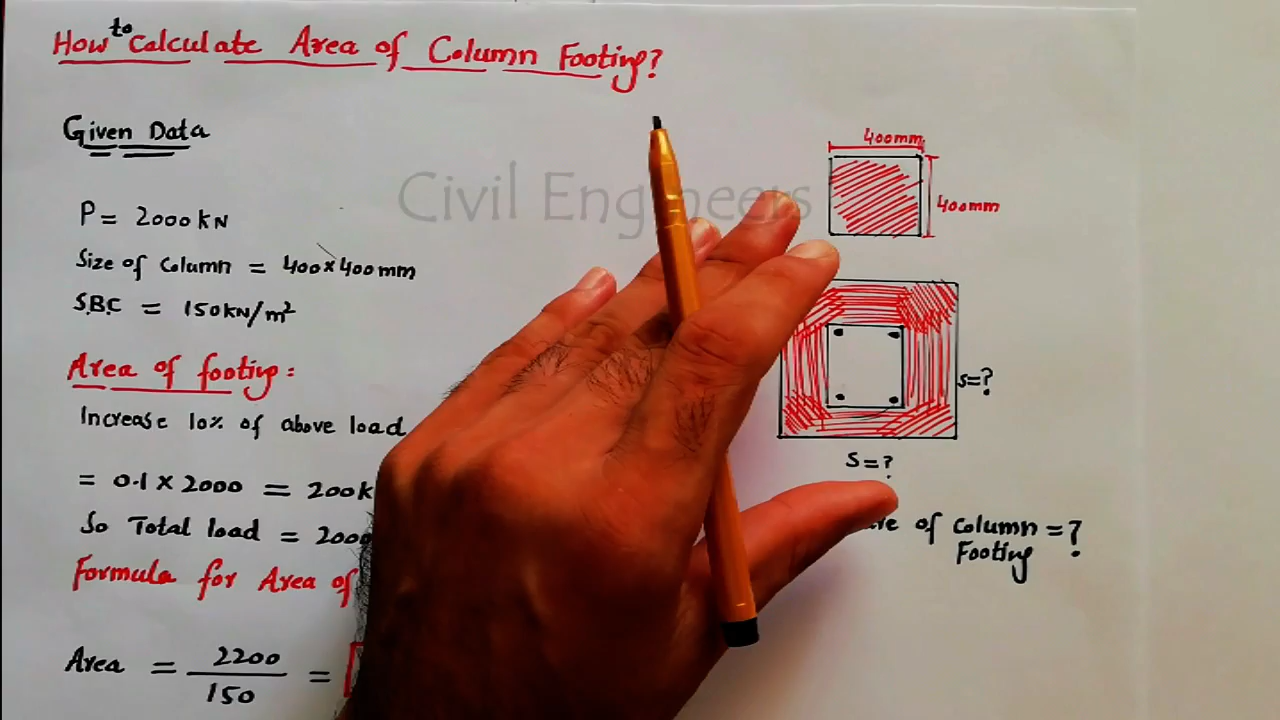 How to Calculate Area of Column Footing?
Given Data
Civil Engineers
P = 2000 kN
Size of Column = 400 x 400 mm
S.B.C = 150 kN/m²
Area of footing:
Increase 10% of above load
= 0.1 x 2000 = 200k
So Total load = 2000
Formula for Area of
Area = 2200 / 150 =
400mm
400mm
S=?
S=?
of Column = ?
Footing